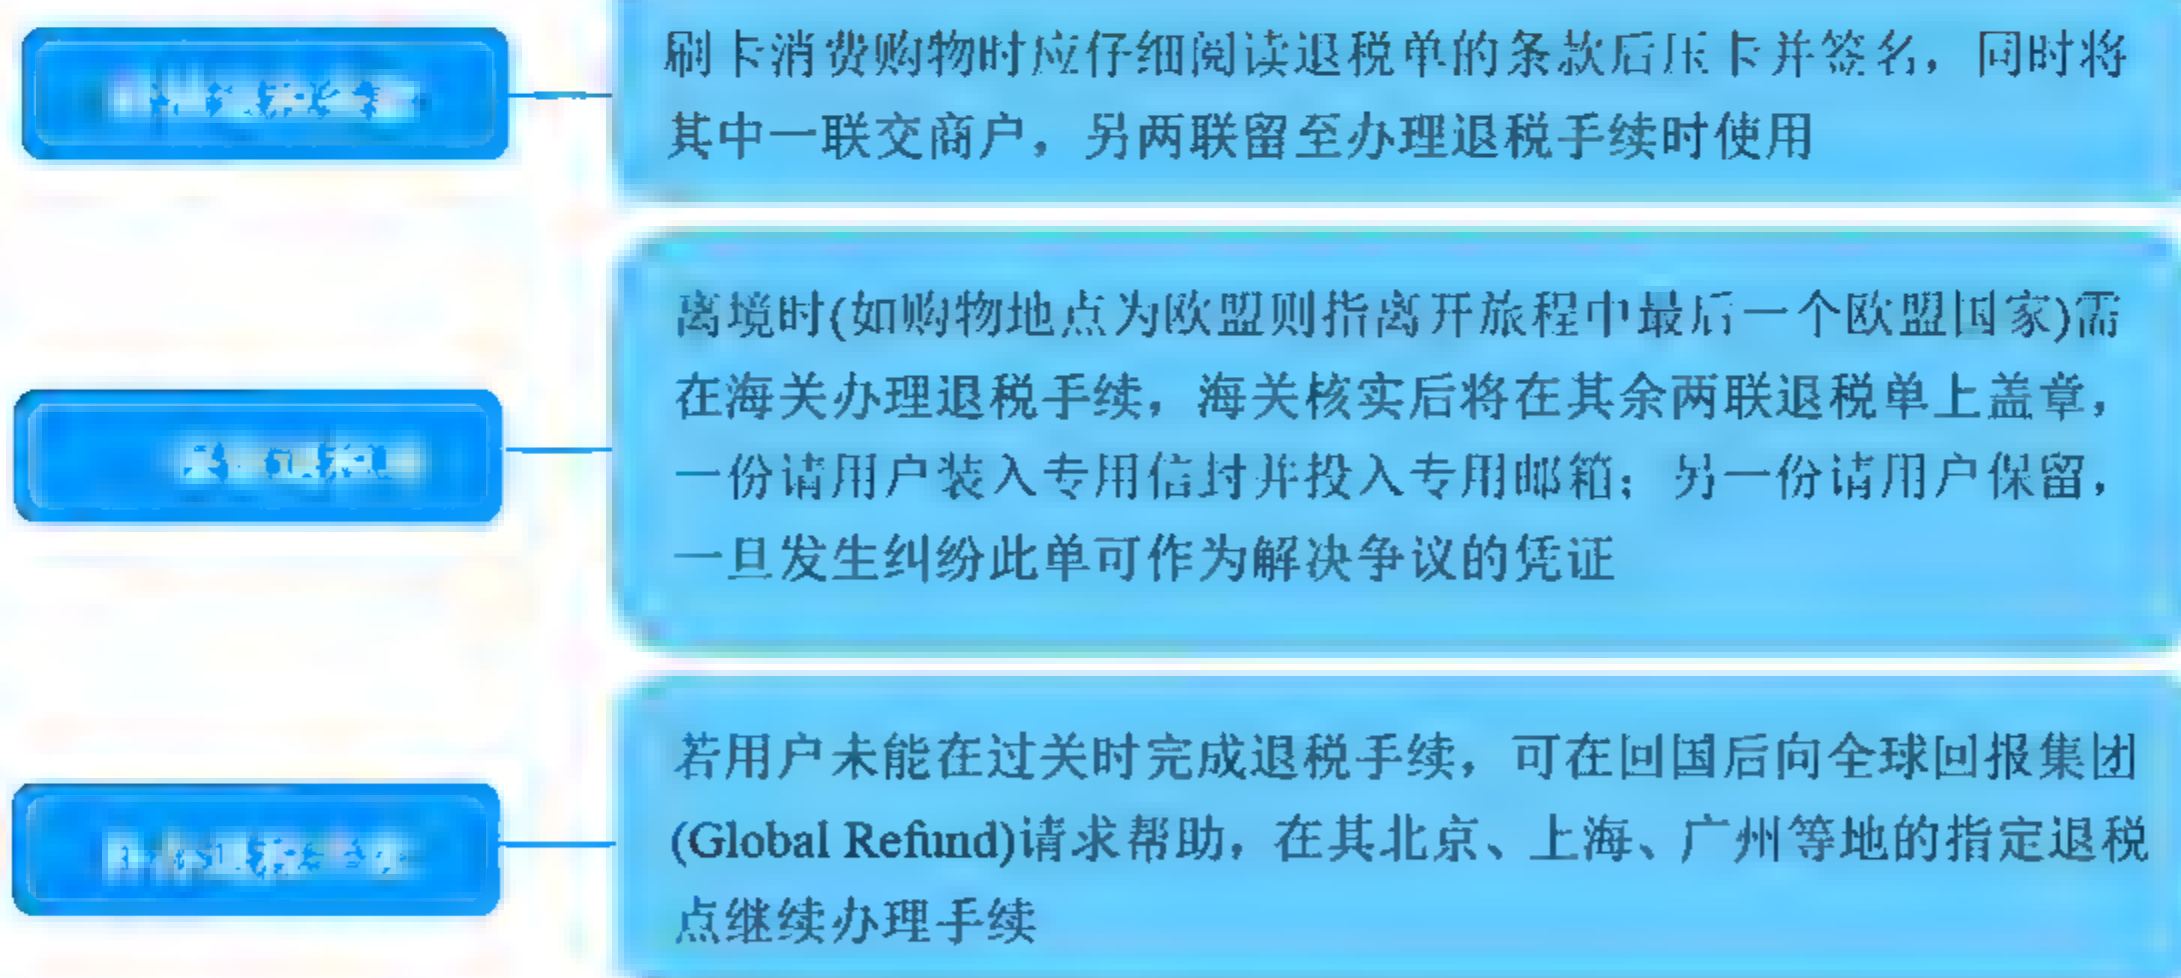 刷卡消费购物时应仔细阅读退税单的条款后压卡并签名，同时将
其中一联交商户，另两联留至办理退税手续时使用
离境时(如购物地点为欧盟则指离开旅程中最后一个欧盟国家)需
在海关办理退税手续，海关核实后将在其余两联退税单上盖章，
一份请用户装入专用信封并投入专用邮箱；另一份请用户保留，
一旦发生纠纷此单可作为解决争议的凭证
若用户未能在过关时完成退税手续，可在回国后向全球回报集团
(Global Refund)请求帮助，在其北京、上海、广州等地的指定退税
点继续办理手续